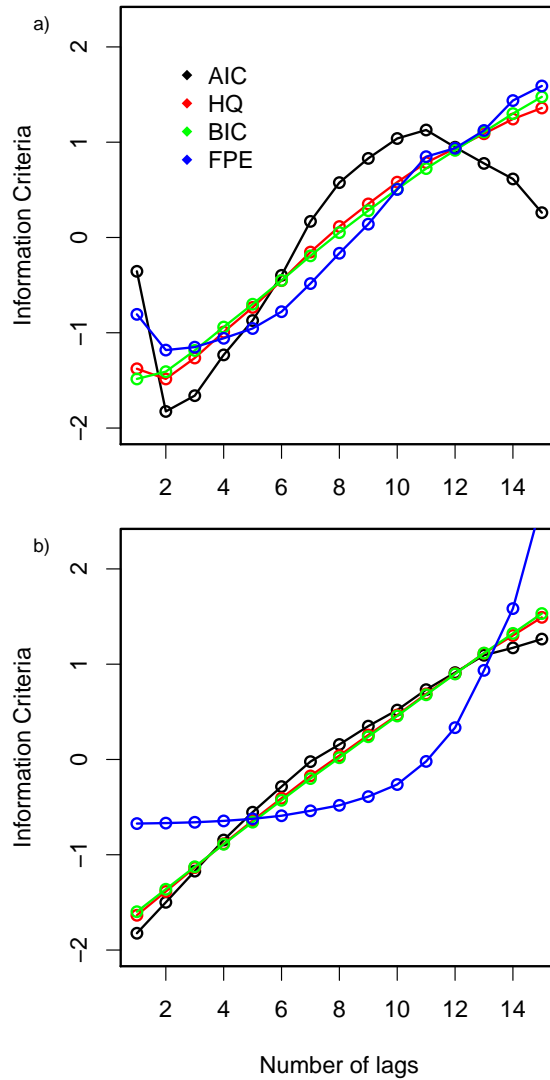 a)
2
1
0
−1
−2
Information Criteria
AIC
HQ
BIC
FPE
2 4 6 8 10 12 14
b)
2
1
0
−1
−2
Information Criteria
2 4 6 8 10 12 14
Number of lags